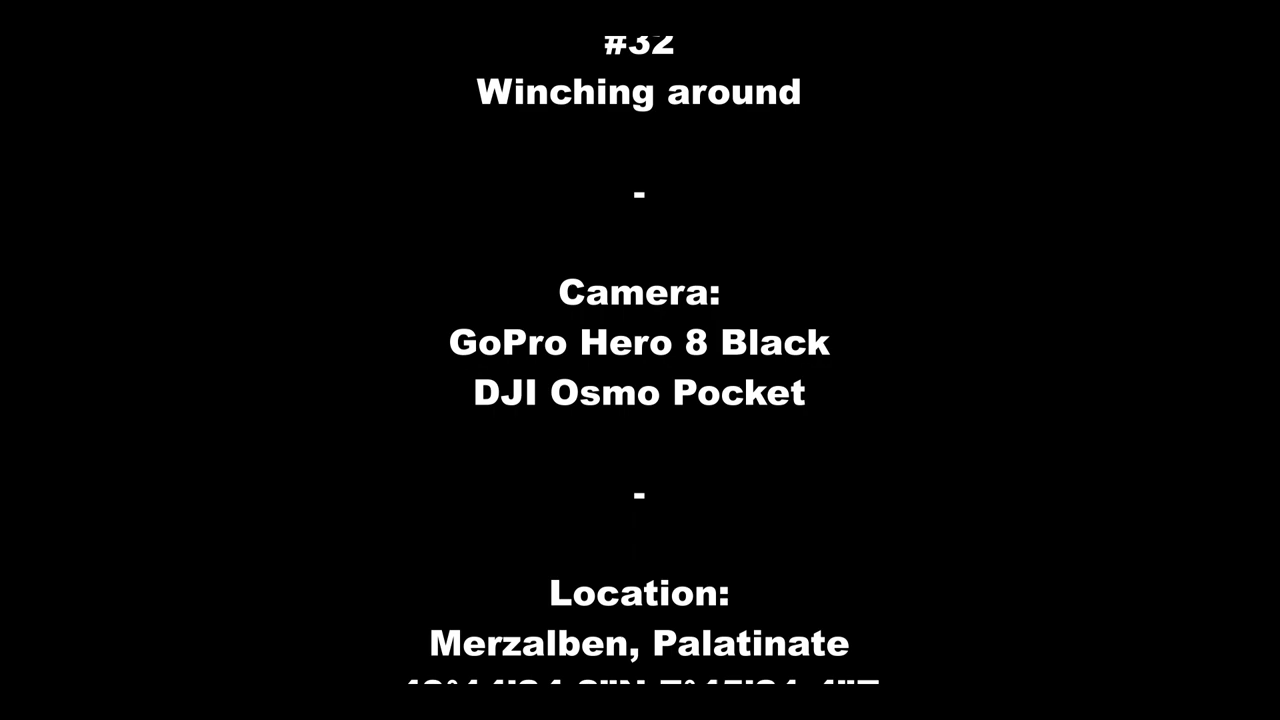 #32
Winching around
-
Camera:
GoPro Hero 8 Black
DJI Osmo Pocket
-
Location:
Merzalben, Palatinate